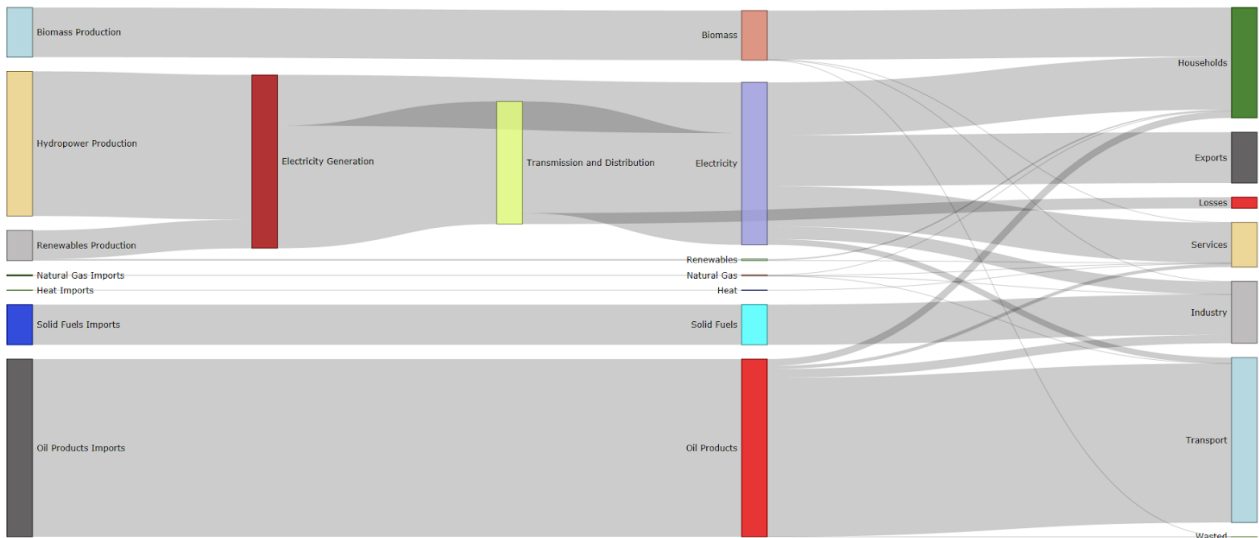 Biomass Production
Hydropower Production
Renewables Production
Natural Gas Imports
Heat Imports
Solid Fuels Imports
Oil Products Imports
Electricity Generation
Transmission and Distribution
Biomass
Electricity
Renewables
Natural Gas
Heat
Solid Fuels
Oil Products
Households
Exports
Losses
Services
Industry
Transport
Wasted